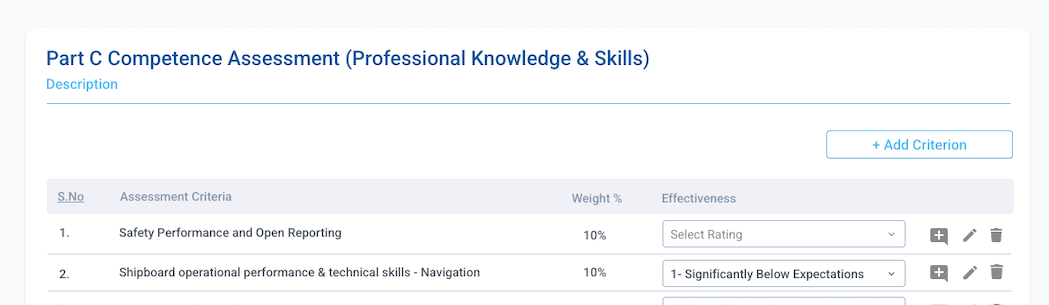 Part C Competence Assessment (Professional Knowledge & Skills)
Description
+ Add Criterion
S.No Assessment Criteria Weight % Effectiveness
1. Safety Performance and Open Reporting 10% Select Rating
2. Shipboard operational performance & technical skills - Navigation 10% 1- Significantly Below Expectations